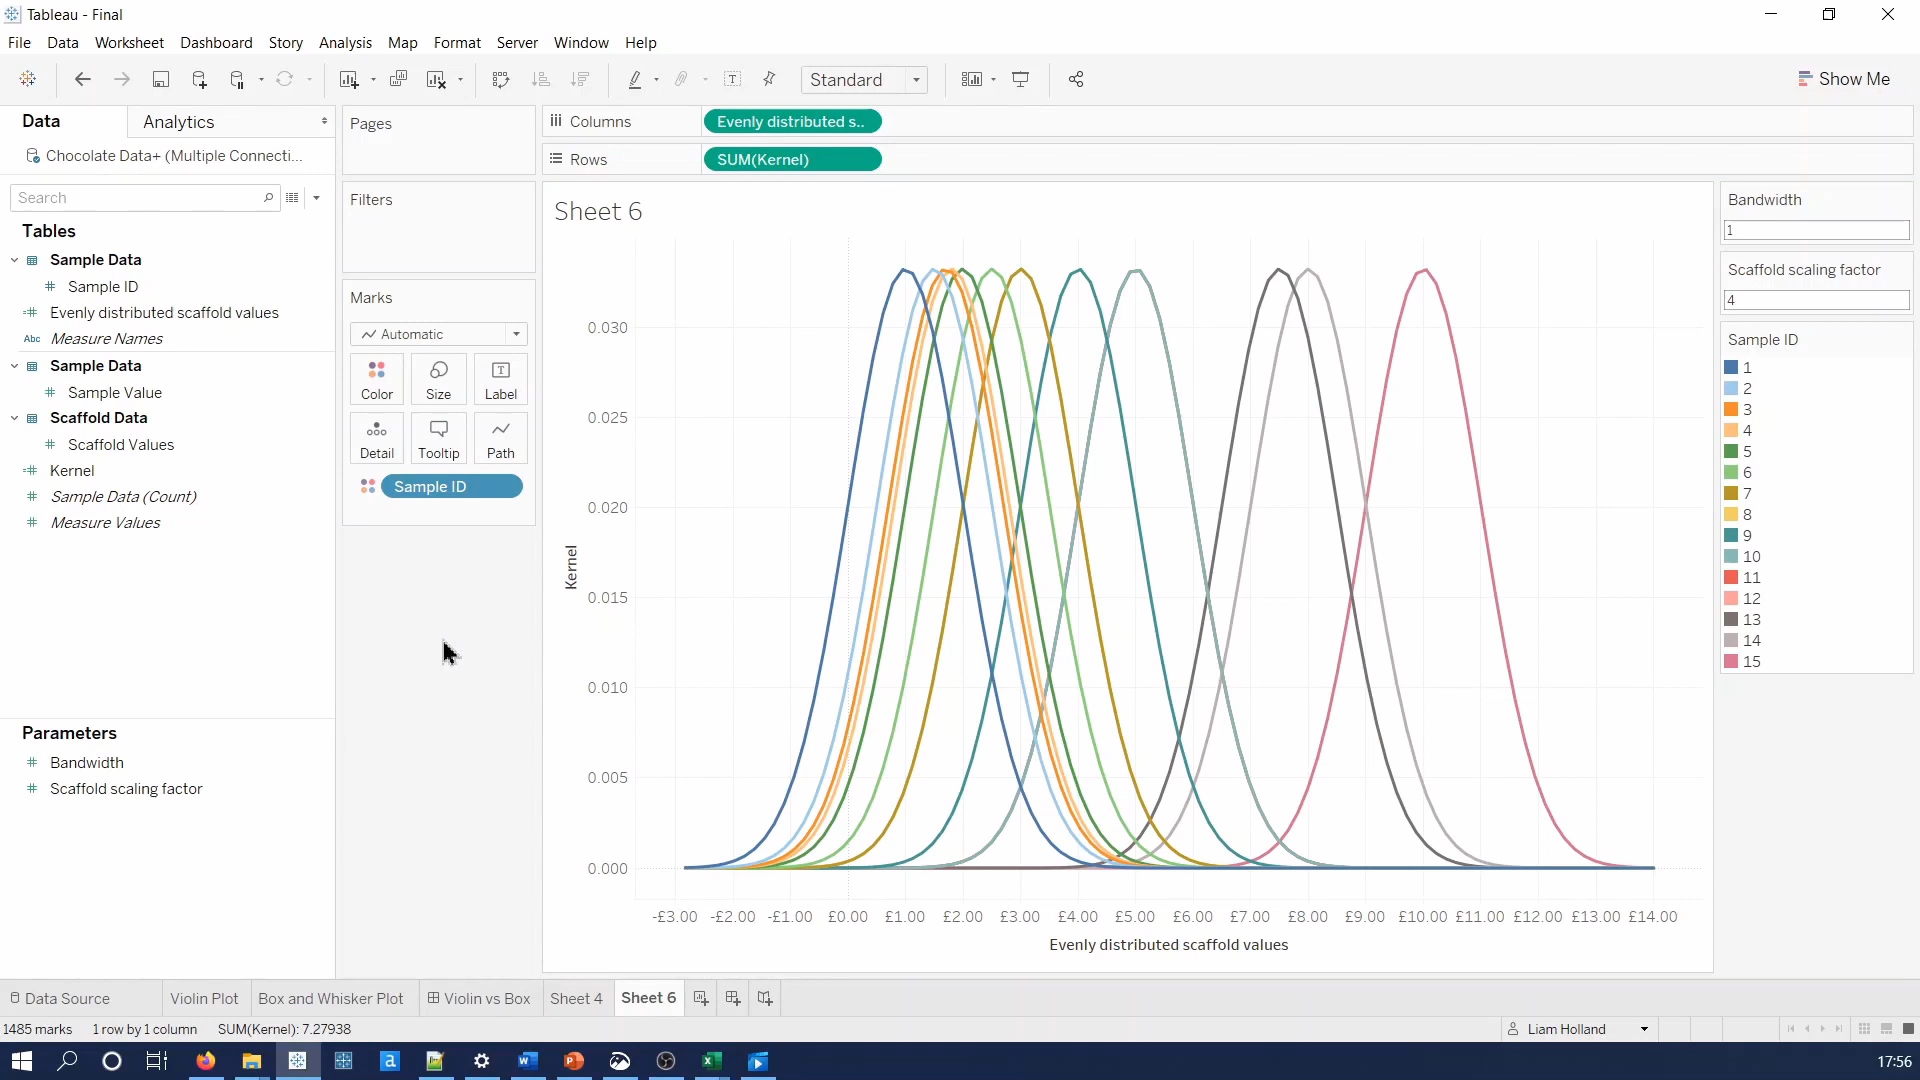 Tableau - Final
File Data Worksheet Dashboard Story Analysis Map Format Server Window Help
Standard
Show Me
Data
Analytics
Chocolate Data+ (Multiple Connecti...
Search
Tables
Sample Data
Sample ID
Evenly distributed scaffold values
Abc Measure Names
Sample Data
Sample Value
Scaffold Data
Scaffold Values
Kernel
Sample Data (Count)
Measure Values
Parameters
Bandwidth
Scaffold scaling factor
Pages
Filters
Marks
Automatic
Color Size Label
Detail Tooltip Path
Sample ID
Columns
Evenly distributed s..
Rows
SUM(Kernel)
Sheet 6
Kernel
0.030
0.025
0.020
0.015
0.010
0.005
0.000
-£3.00 -£2.00 -£1.00 £0.00 £1.00 £2.00 £3.00 £4.00 £5.00 £6.00 £7.00 £8.00 £9.00 £10.00 £11.00 £12.00 £13.00 £14.00
Evenly distributed scaffold values
Bandwidth
1
Scaffold scaling factor
4
Sample ID
1
2
3
4
5
6
7
8
9
10
11
12
13
14
15
Data Source Violin Plot Box and Whisker Plot Violin vs Box Sheet 4 Sheet 6
1485 marks 1 row by 1 column SUM(Kernel): 7.27938
Liam Holland
17:56